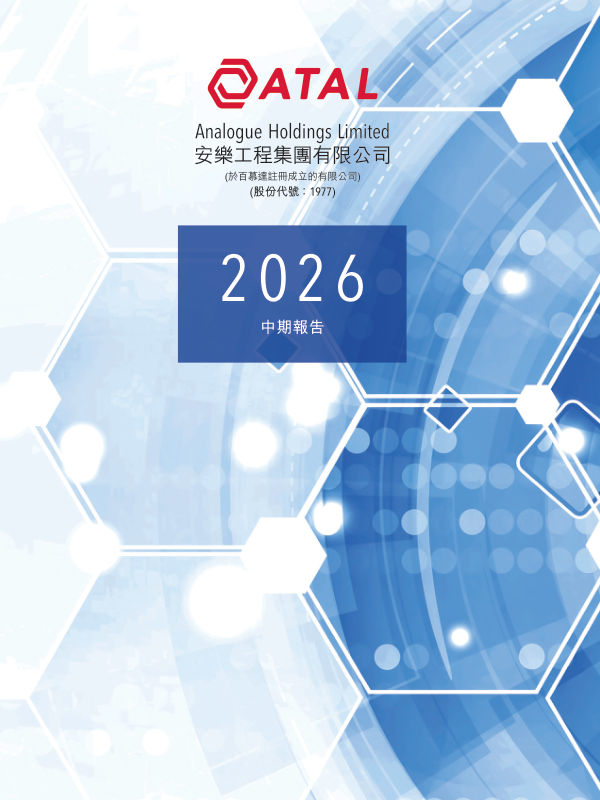 ATAL
Analogue Holdings Limited
安樂工程集團有限公司
(於百慕達註冊成立的有限公司)
(股份代號：1977)
2026
中期報告